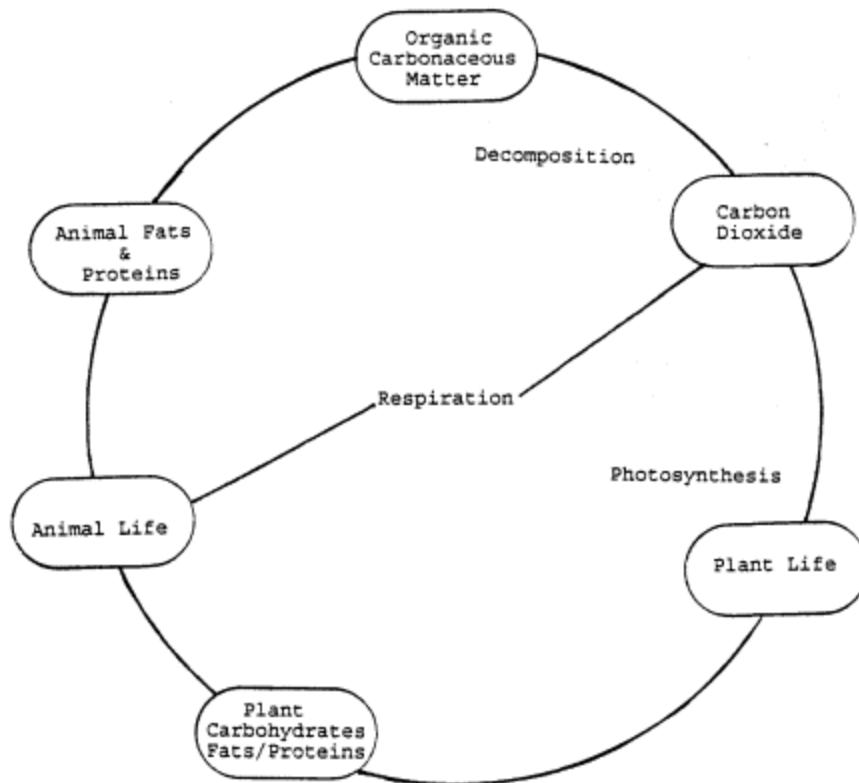 Organic
Carbonaceous
Matter
Decomposition
Carbon
Dioxide
Animal Fats
&
Proteins
Respiration
Photosynthesis
Animal Life
Plant Life
Plant
Carbohydrates
Fats/Proteins